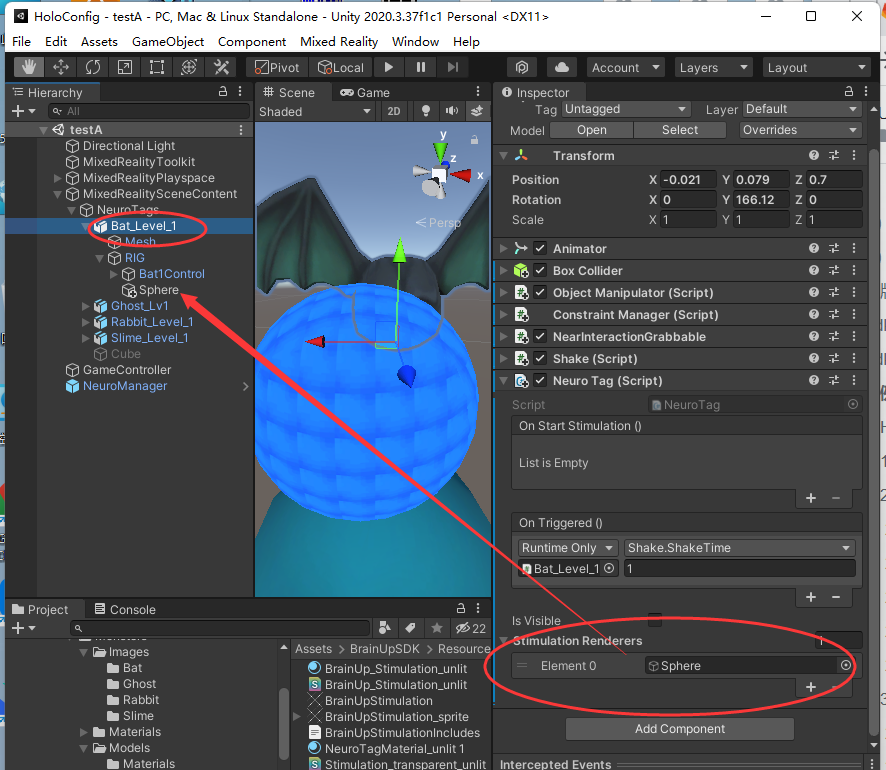 HoloConfig - testA - PC, Mac & Linux Standalone - Unity 2020.3.37f1c1 Personal <DX11>
File Edit Assets GameObject Component Mixed Reality Window Help
Pivot Local Account Layers Layout
Hierarchy
All
testA
Directional Light
MixedRealityToolkit
MixedRealityPlayspace
MixedRealitySceneContent
NeuroTags
Bat_Level_1
Mesh
RIG
Bat1Control
Sphere
Ghost_Lv1
Rabbit_Level_1
Slime_Level_1
Cube
GameController
NeuroManager
Scene Game
Shaded 2D
y
z
x
Persp
Inspector
Tag Untagged Layer Default
Model Open Select Overrides
Transform
Position X -0.021 Y 0.079 Z 0.7
Rotation X 0 Y 166.12 Z 0
Scale X 1 Y 1 Z 1
Animator
Box Collider
Object Manipulator (Script)
Constraint Manager (Script)
NearInteractionGrabbable
Shake (Script)
Neuro Tag (Script)
Script NeuroTag
On Start Stimulation ()
List is Empty
On Triggered ()
Runtime Only Shake.ShakeTime
Bat_Level_1 1
Is Visible
Stimulation Renderers 1
Element 0 Sphere
Add Component
Intercepted Events
Project Console
22
Images
Bat
Ghost
Rabbit
Slime
Materials
Models
Materials
Assets > BrainUpSDK > Resource
BrainUp_Stimulation_unlit
BrainUp_Stimulation_unlit
BrainUpStimulation
BrainUpStimulation_sprite
BrainUpStimulationIncludes
NeuroTagMaterial_unlit 1
Stimulation_transparent_unlit